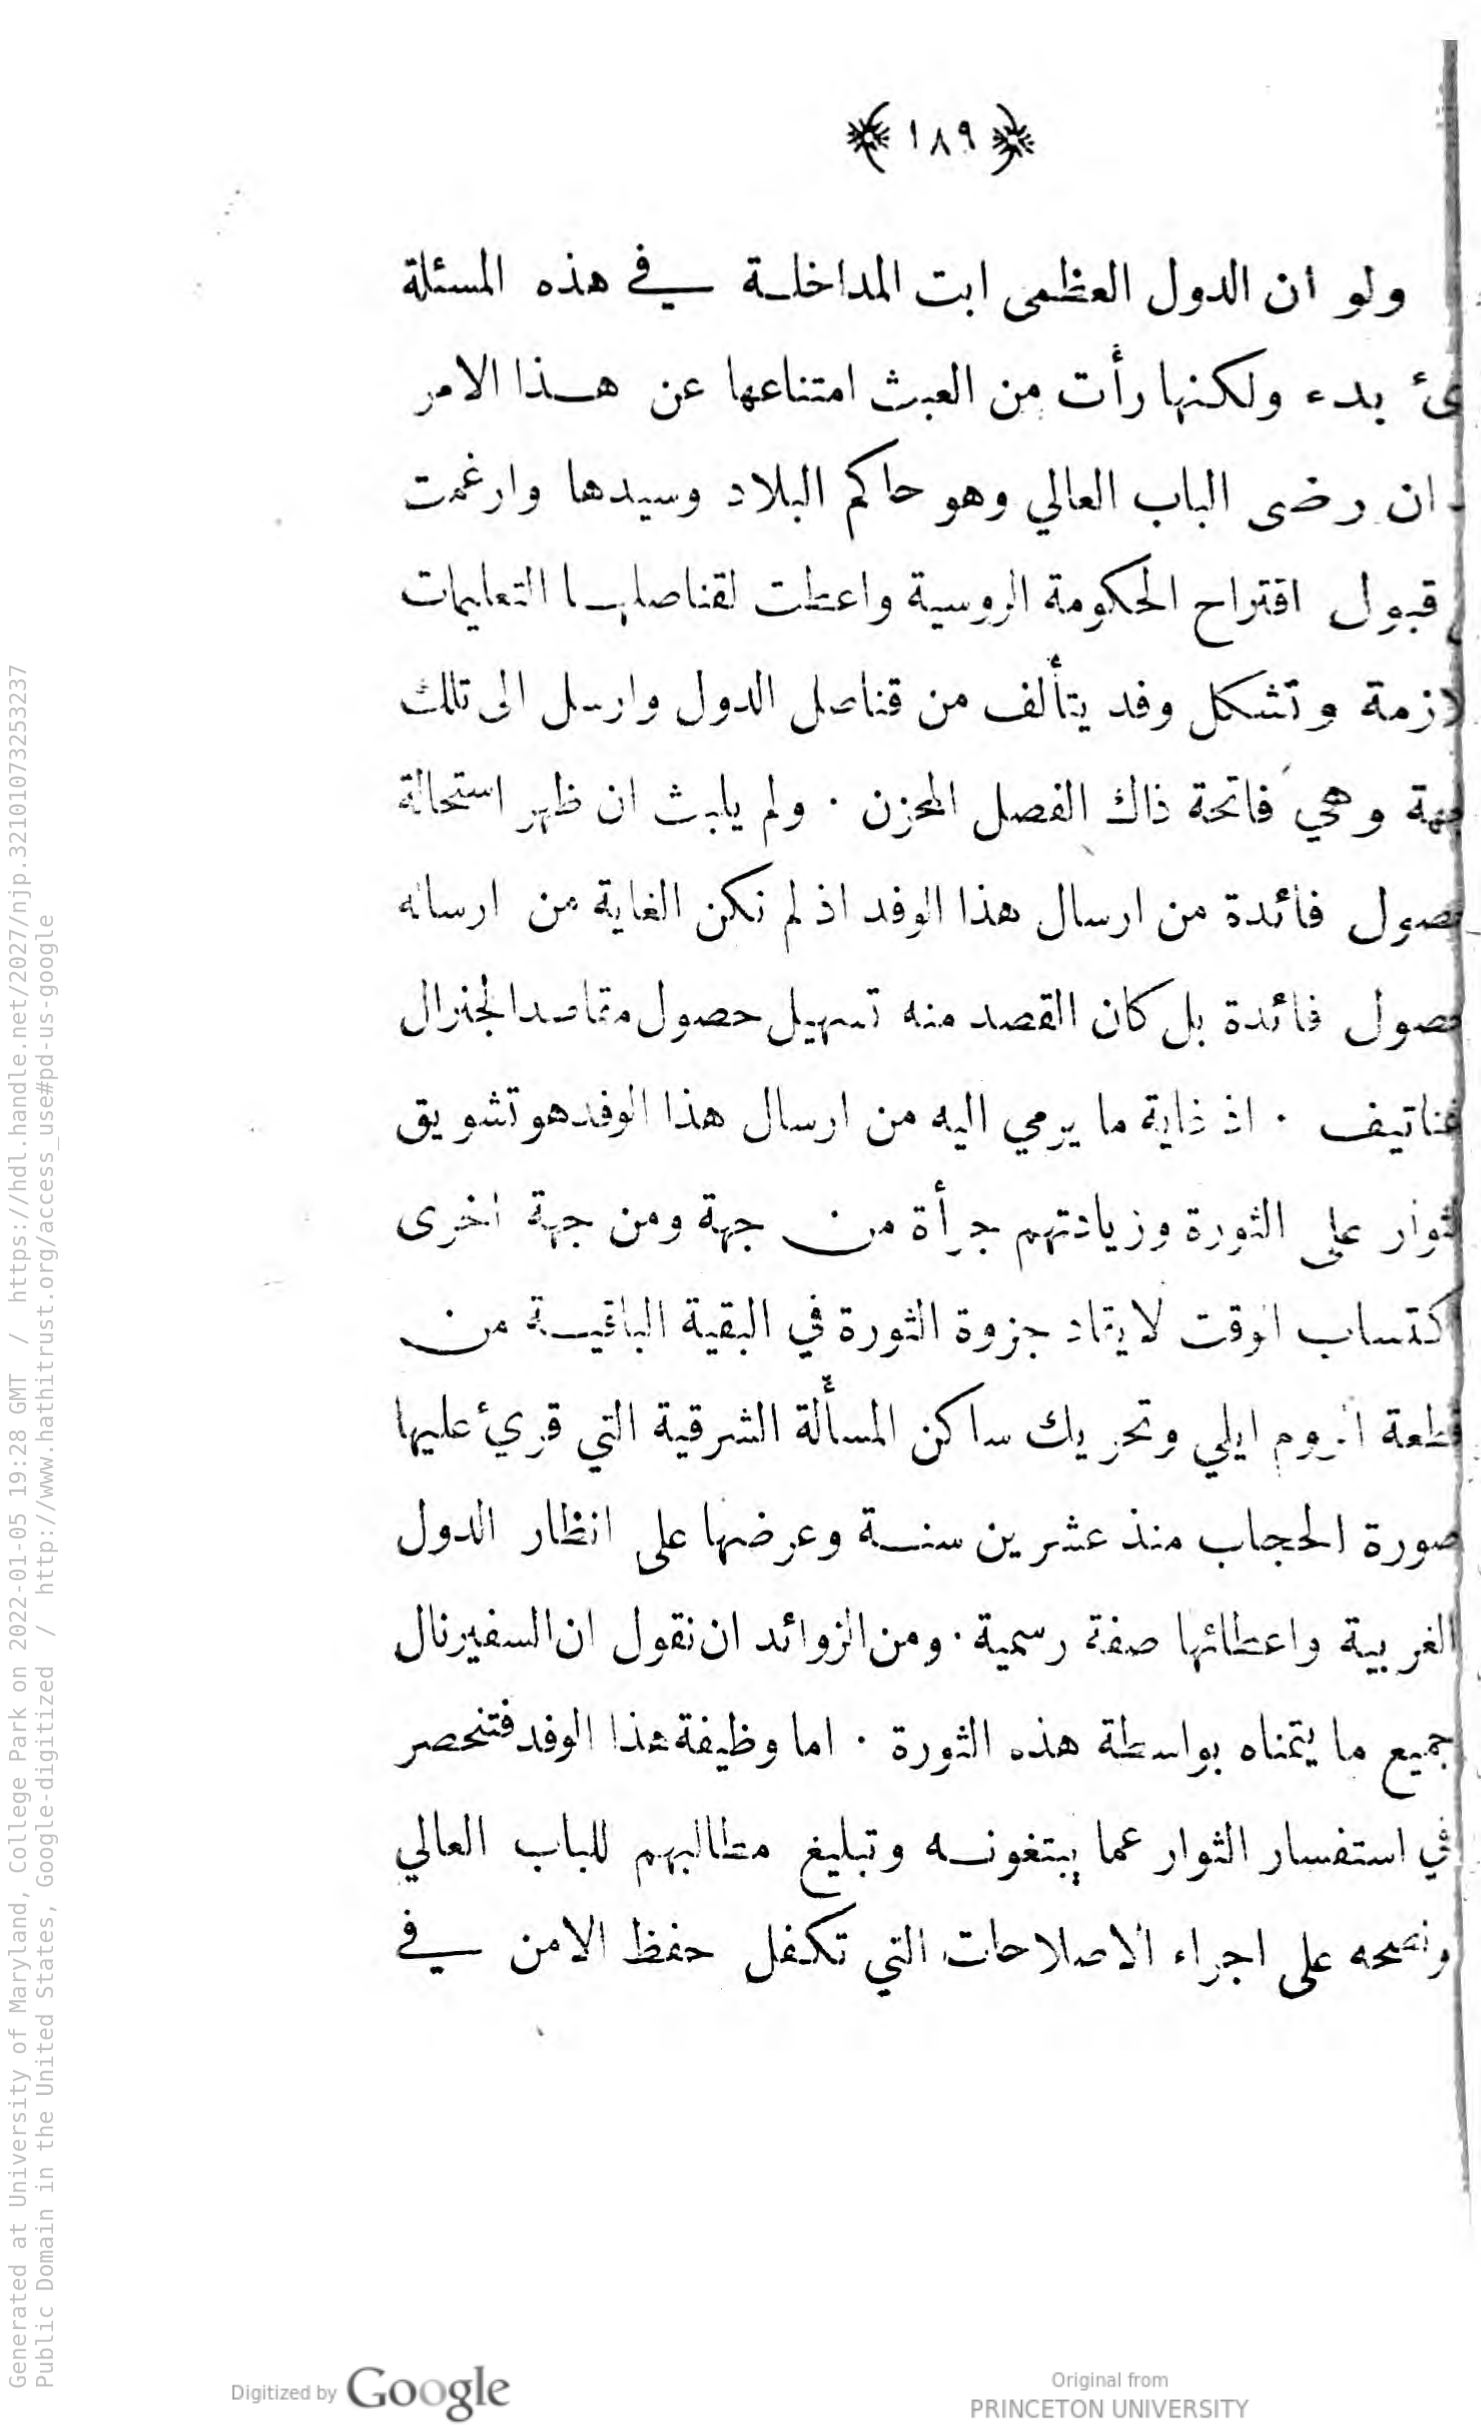 ١٨٩
ولو ان الدول العظمى ابت المداخلة في هذه المسئلة
بدء ولكنها رأت من العبث امتناعها عن هذا الامر
ان رضى الباب العالي وهو حاكم البلاد وسيدها وارغمت
قبول اقتراح الحكومة الروسية واعطت لقناصلها التعليمات
لازمة وتشكل وفد يتألف من قناصل الدول وارسل الى تلك
وهي فاتحة ذاك الفصل المحزن · ولم يلبث ان ظهر استحالة
فائدة من ارسال هذا الوفد اذ لم نكن الغاية من ارساله
فائدة بل كان القصد منه تسهيل حصول مقاصد الجنرال
غناتيف · اذ غاية ما يرمي اليه من ارسال هذا الوفد هو تشويق
ثوار على الثورة وزيادتهم جرأة من جهة ومن جهة اخرى
كتساب الوقت لايقاد جزوة الثورة في البقية الباقية من
قطعة الروم ايلي وتحريك ساكن المسألة الشرقية التي قريء عليها
صورة الحجاب منذ عشرين سنة وعرضها على انظار الدول
الغربية واعطائها صفة رسمية · ومن الزوائد ان نقول ان السفير نال
جميع ما يتمناه بواسطة هذه الثورة · اما وظيفة هذا الوفد فتنحصر
في استفسار الثوار عما يبتغونه وتبليغ مطالبهم للباب العالي
ونصحه على اجراء الاصلاحات التي تكفل حفظ الامن في
Generated at University of Maryland, College Park on 2022-01-05 19:28 GMT / https://hdl.handle.net/2027/njp.32101073253237
Public Domain in the United States, Google-digitized / http://www.hathitrust.org/access_use#pd-us-google
Digitized by Google
Original from
PRINCETON UNIVERSITY